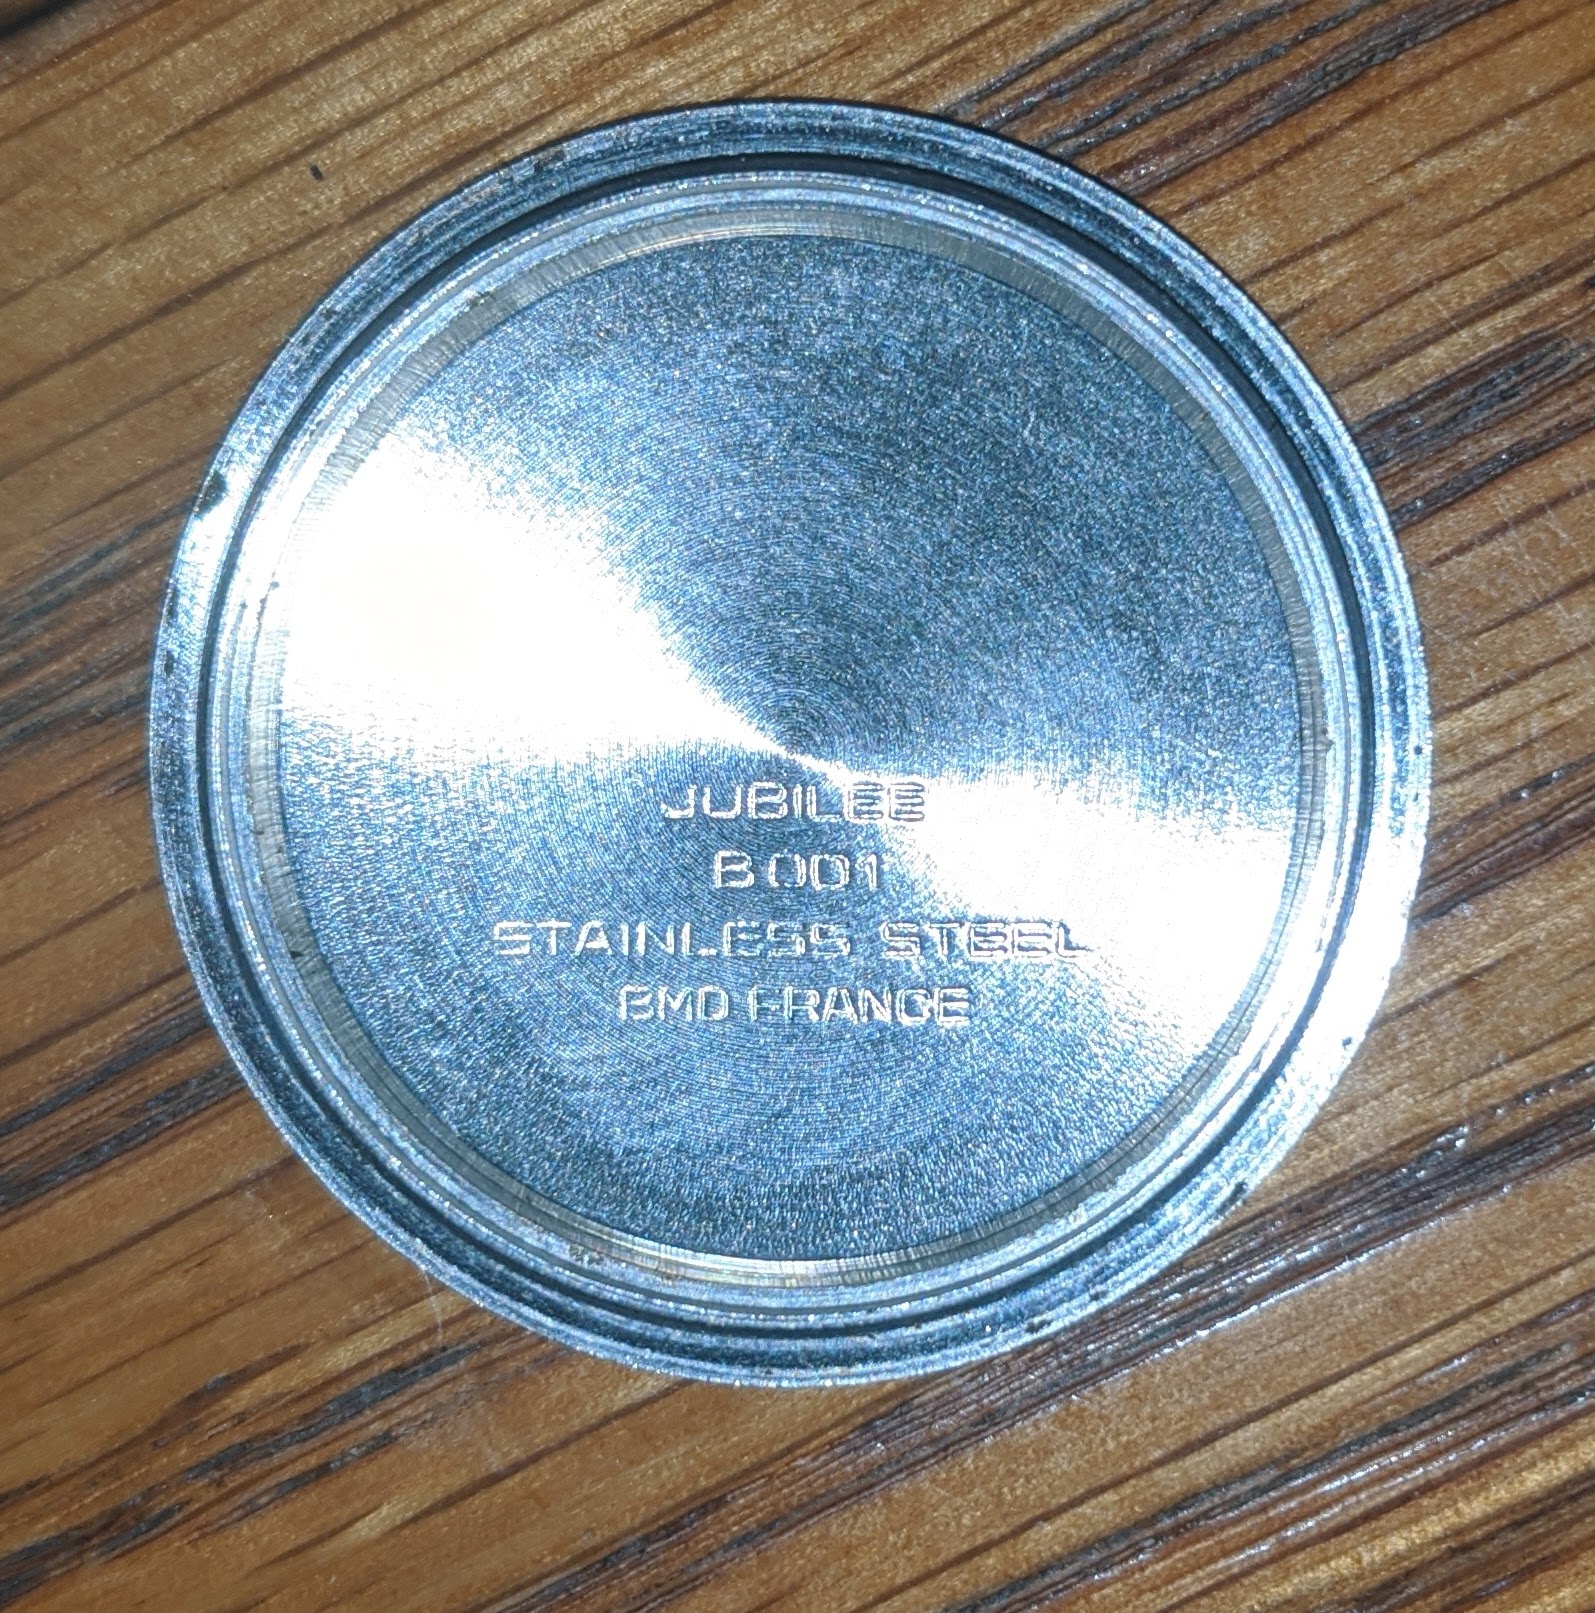 JUBILEE
B001
STAINLESS STEEL
BMD FRANCE